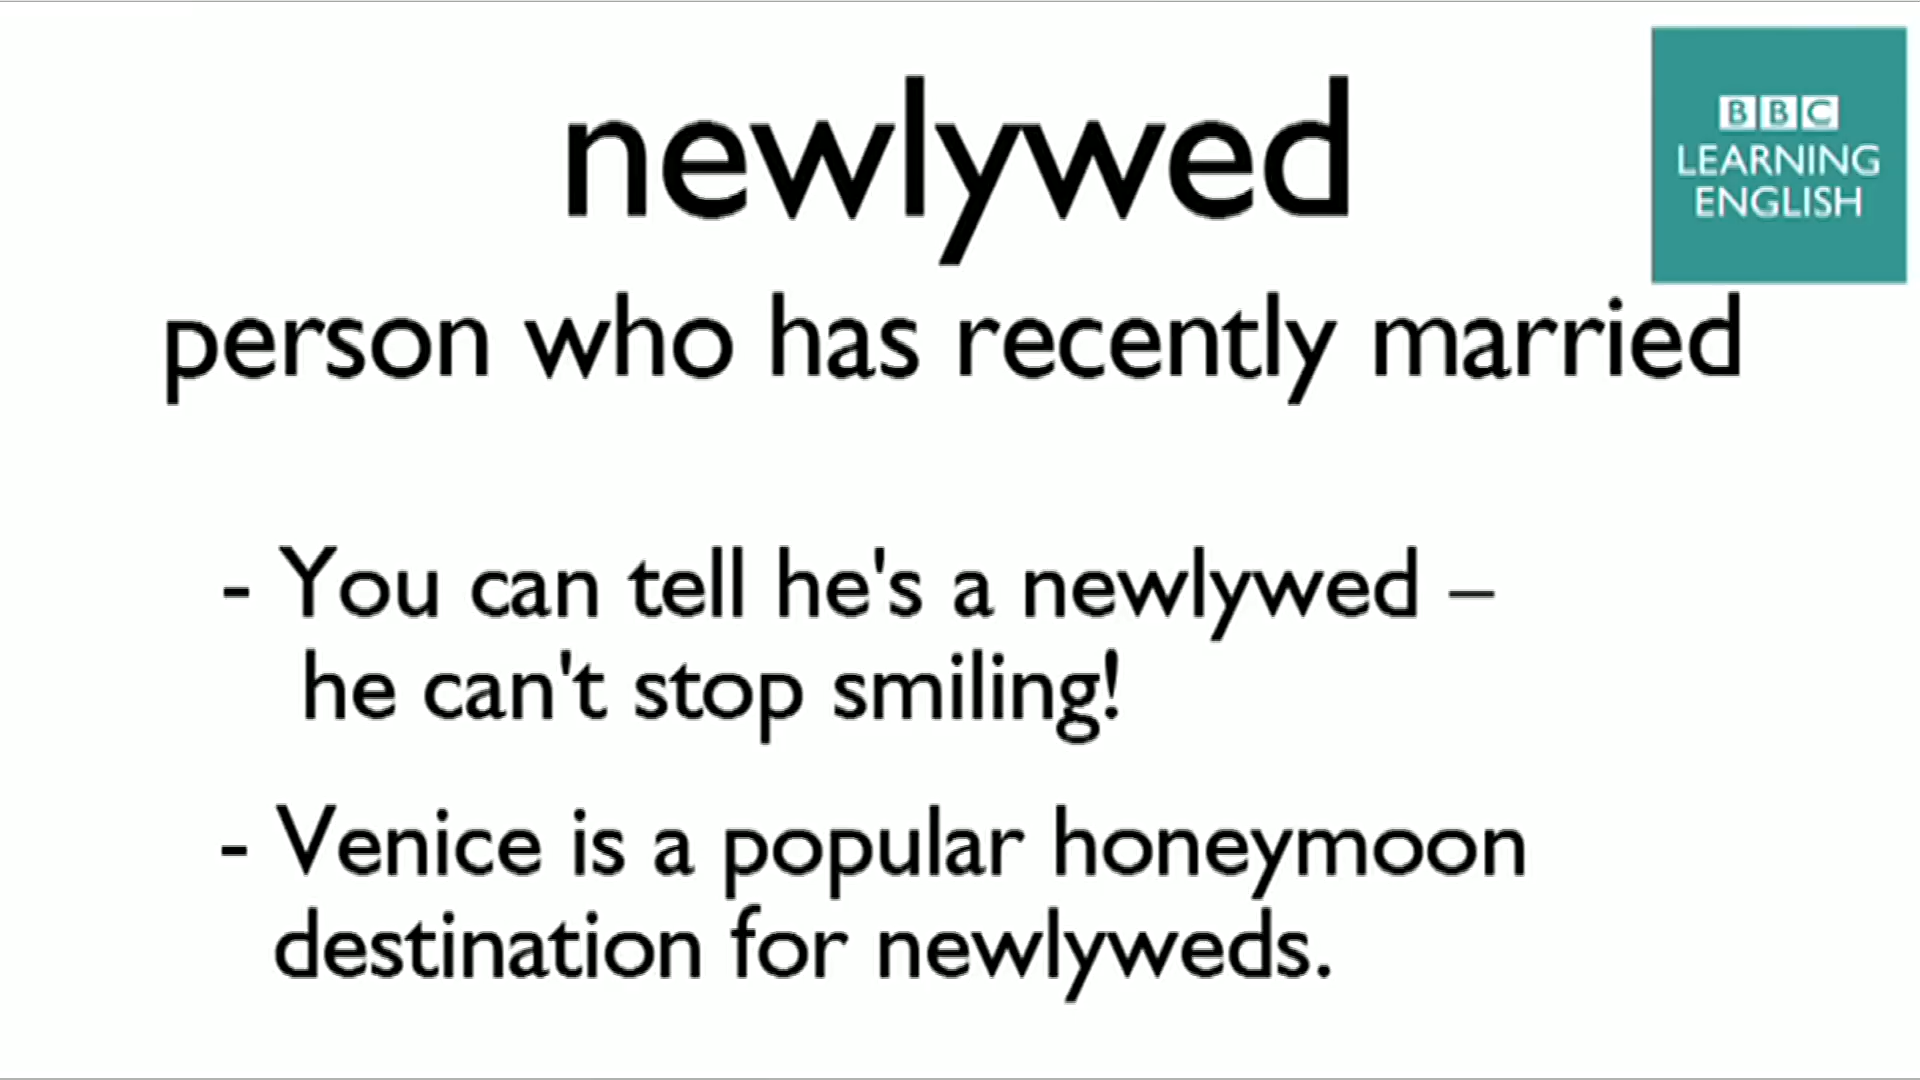 newlywed
BBC
LEARNING
ENGLISH
person who has recently married
- You can tell he's a newlywed –
he can't stop smiling!
- Venice is a popular honeymoon
destination for newlyweds.